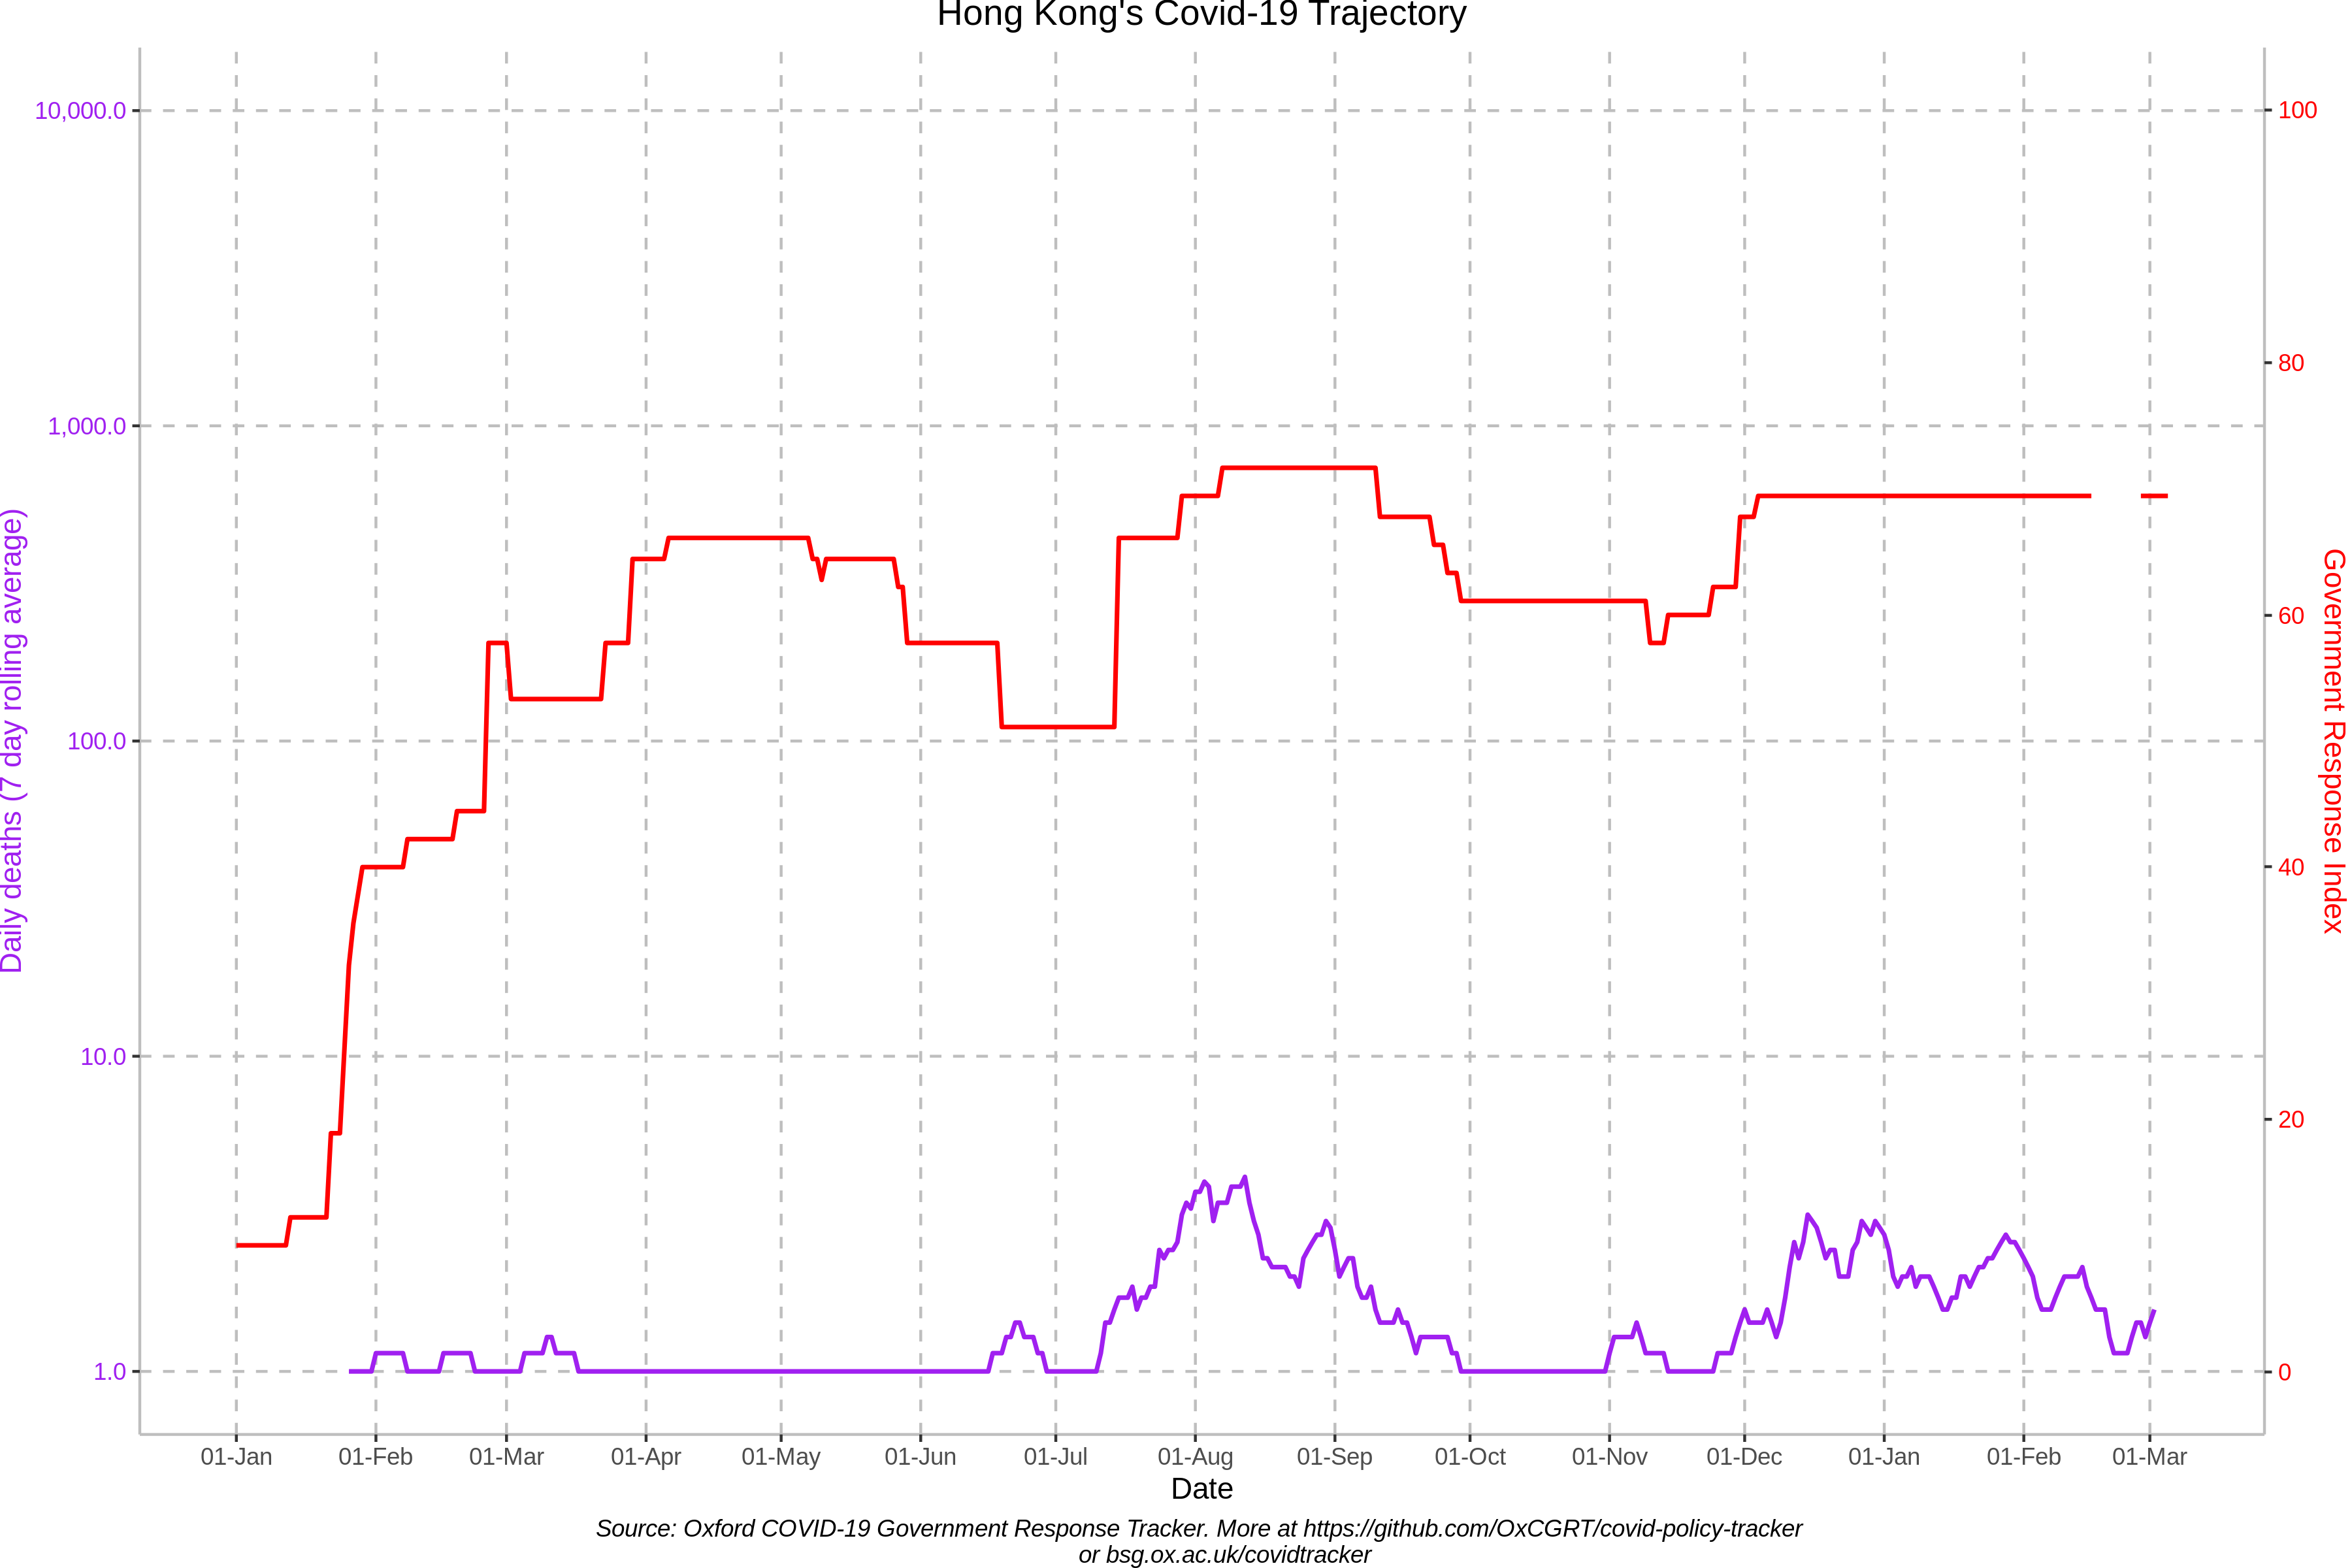 Hong Kong's Covid-19 Trajectory
10,000.0
1,000.0
100.0
10.0
1.0
Daily deaths (7 day rolling average)
100
80
60
40
20
0
Government Response Index
01-Jan 01-Feb 01-Mar 01-Apr 01-May 01-Jun 01-Jul 01-Aug 01-Sep 01-Oct 01-Nov 01-Dec 01-Jan 01-Feb 01-Mar
Date
Source: Oxford COVID-19 Government Response Tracker. More at https://github.com/OxCGRT/covid-policy-tracker
or bsg.ox.ac.uk/covidtracker